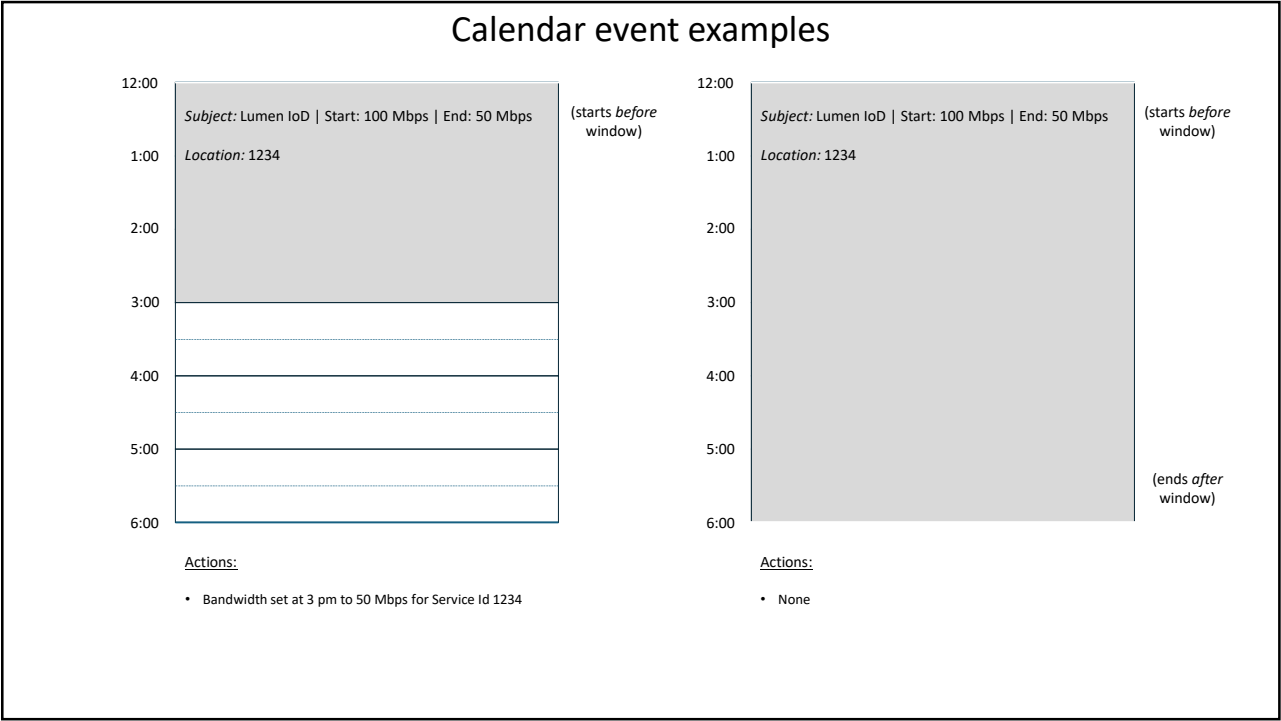 Calendar event examples
12:00
Subject: Lumen IoD | Start: 100 Mbps | End: 50 Mbps
(starts before
window)
1:00
Location: 1234
2:00
3:00
4:00
5:00
6:00
Actions:
• Bandwidth set at 3 pm to 50 Mbps for Service Id 1234
12:00
Subject: Lumen IoD | Start: 100 Mbps | End: 50 Mbps
(starts before
window)
1:00
Location: 1234
2:00
3:00
4:00
5:00
(ends after
window)
6:00
Actions:
• None